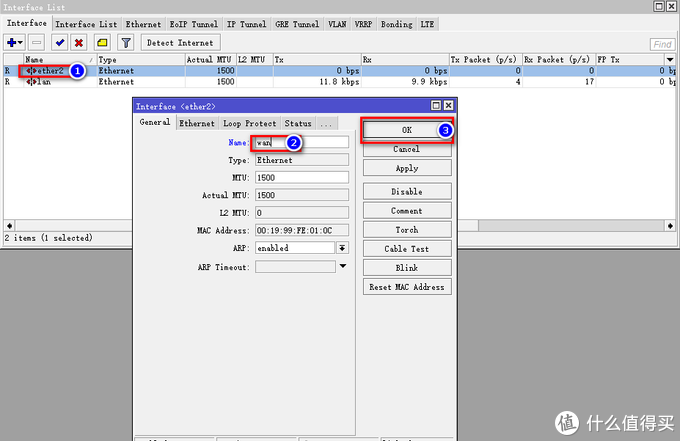 Interface List
Interface Interface List Ethernet EoIP Tunnel IP Tunnel GRE Tunnel VLAN VRRP Bonding LTE
Detect Internet Find
Name Type Actual MTU L2 MTU Tx Rx Tx Packet (p/s) Rx Packet (p/s) FP Tx
R ether2 1 Ethernet 1500 0 bps 0 bps 0 0 0 b
R lan Ethernet 1500 11.8 kbps 9.9 kbps 4 17 0 b
Interface <ether2>
General Ethernet Loop Protect Status ...
Name: wan 2
Type: Ethernet
MTU: 1500
Actual MTU: 1500
L2 MTU: 0
MAC Address: 00:19:99:FE:01:0C
ARP: enabled
ARP Timeout:
OK 3
Cancel
Apply
Disable
Comment
Torch
Cable Test
Blink
Reset MAC Address
2 items (1 selected)
值 什么值得买